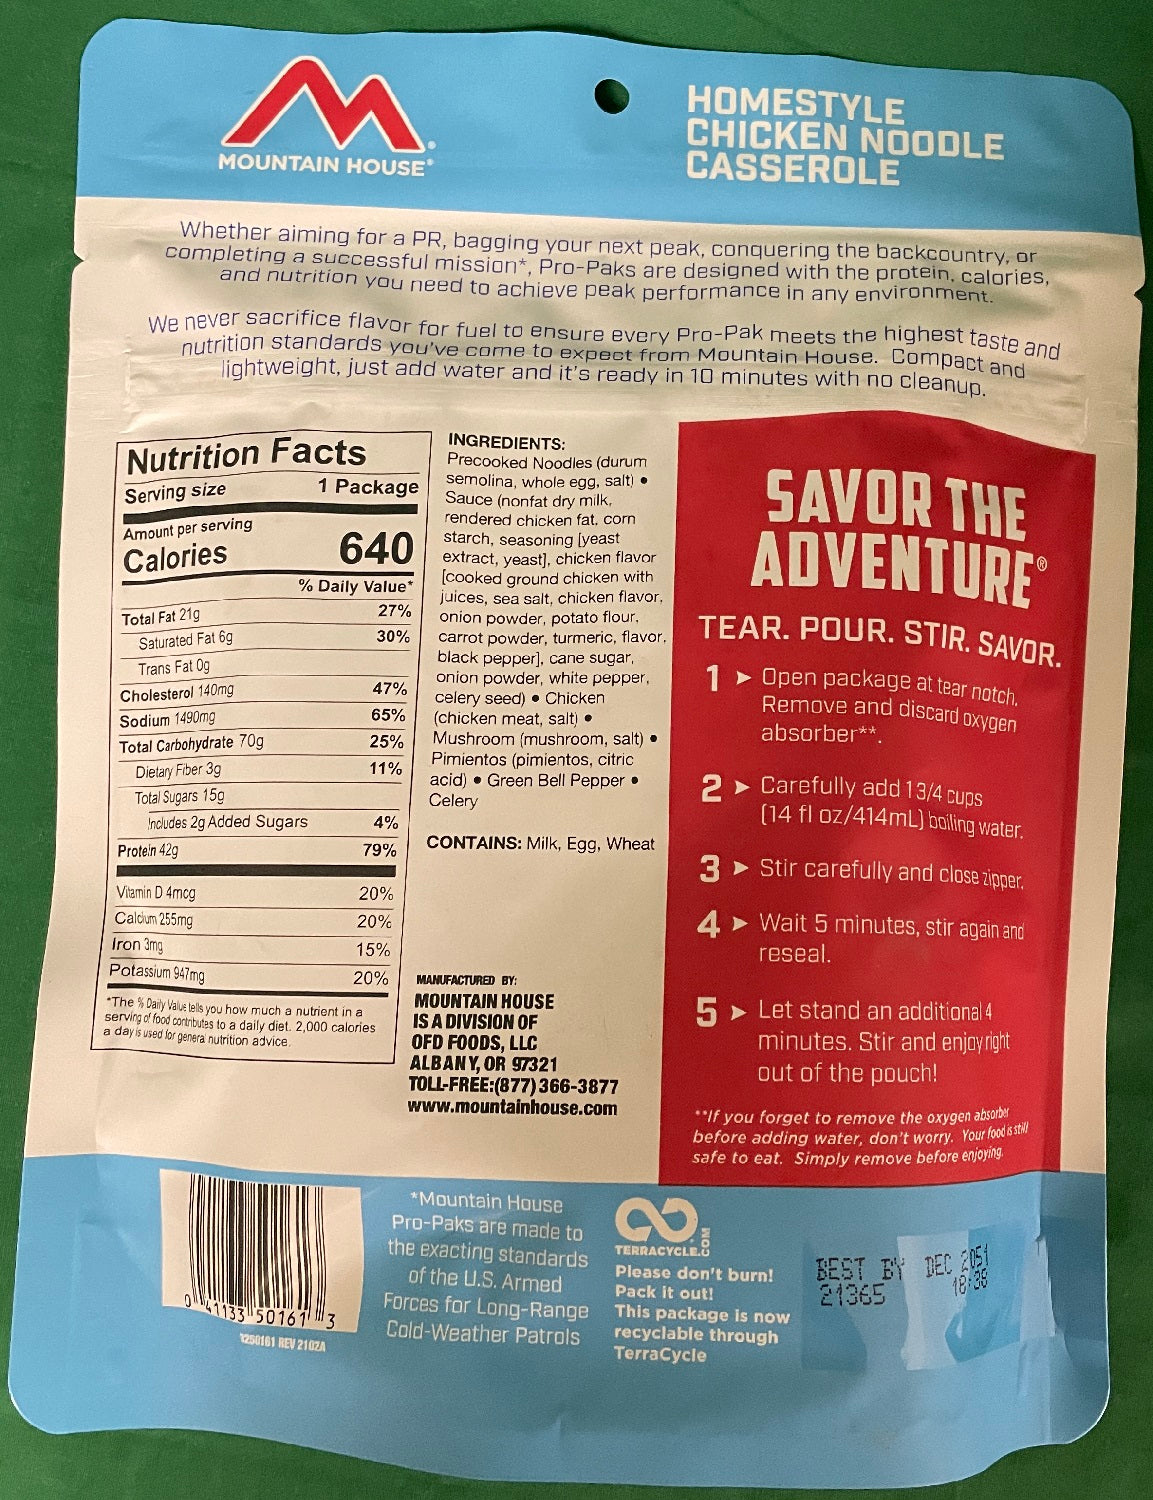 MOUNTAIN HOUSE®
HOMESTYLE
CHICKEN NOODLE
CASSEROLE
Whether aiming for a PR, bagging your next peak, conquering the backcountry, or
completing a successful mission*, Pro-Paks are designed with the protein, calories,
and nutrition you need to achieve peak performance in any environment.
We never sacrifice flavor for fuel to ensure every Pro-Pak meets the highest taste and
nutrition standards you've come to expect from Mountain House. Compact and
lightweight, just add water and it's ready in 10 minutes with no cleanup.
Nutrition Facts
Serving size 1 Package
Amount per serving
Calories 640
% Daily Value*
Total Fat 21g 27%
Saturated Fat 6g 30%
Trans Fat 0g
Cholesterol 140mg 47%
Sodium 1490mg 65%
Total Carbohydrate 70g 25%
Dietary Fiber 3g 11%
Total Sugars 15g
Includes 2g Added Sugars 4%
Protein 42g 79%
Vitamin D 4mcg 20%
Calcium 255mg 20%
Iron 3mg 15%
Potassium 947mg 20%
*The % Daily Value tells you how much a nutrient in a
serving of food contributes to a daily diet. 2,000 calories
a day is used for general nutrition advice.
INGREDIENTS:
Precooked Noodles (durum
semolina, whole egg, salt) •
Sauce (nonfat dry milk,
rendered chicken fat, corn
starch, seasoning [yeast
extract, yeast], chicken flavor
[cooked ground chicken with
juices, sea salt, chicken flavor,
onion powder, potato flour,
carrot powder, turmeric, flavor,
black pepper], cane sugar,
onion powder, white pepper,
celery seed) • Chicken
(chicken meat, salt) •
Mushroom (mushroom, salt) •
Pimientos (pimientos, citric
acid) • Green Bell Pepper •
Celery
CONTAINS: Milk, Egg, Wheat
MANUFACTURED BY:
MOUNTAIN HOUSE
IS A DIVISION OF
OFD FOODS, LLC
ALBANY, OR 97321
TOLL-FREE:(877) 366-3877
www.mountainhouse.com
SAVOR THE
ADVENTURE®
TEAR. POUR. STIR. SAVOR.
1 ➤ Open package at tear notch.
Remove and discard oxygen
absorber**.
2 ➤ Carefully add 1 3/4 cups
(14 fl oz/414mL) boiling water.
3 ➤ Stir carefully and close zipper.
4 ➤ Wait 5 minutes, stir again and
reseal.
5 ➤ Let stand an additional 4
minutes. Stir and enjoy right
out of the pouch!
**If you forget to remove the oxygen absorber
before adding water, don't worry. Your food is still
safe to eat. Simply remove before enjoying.
0 41133 50161 3
1250161 REV 2102A
*Mountain House
Pro-Paks are made to
the exacting standards
of the U.S. Armed
Forces for Long-Range
Cold-Weather Patrols
TERRACYCLE.COM
Please don't burn!
Pack it out!
This package is now
recyclable through
TerraCycle
BEST BY DEC 2051
21365 18:38